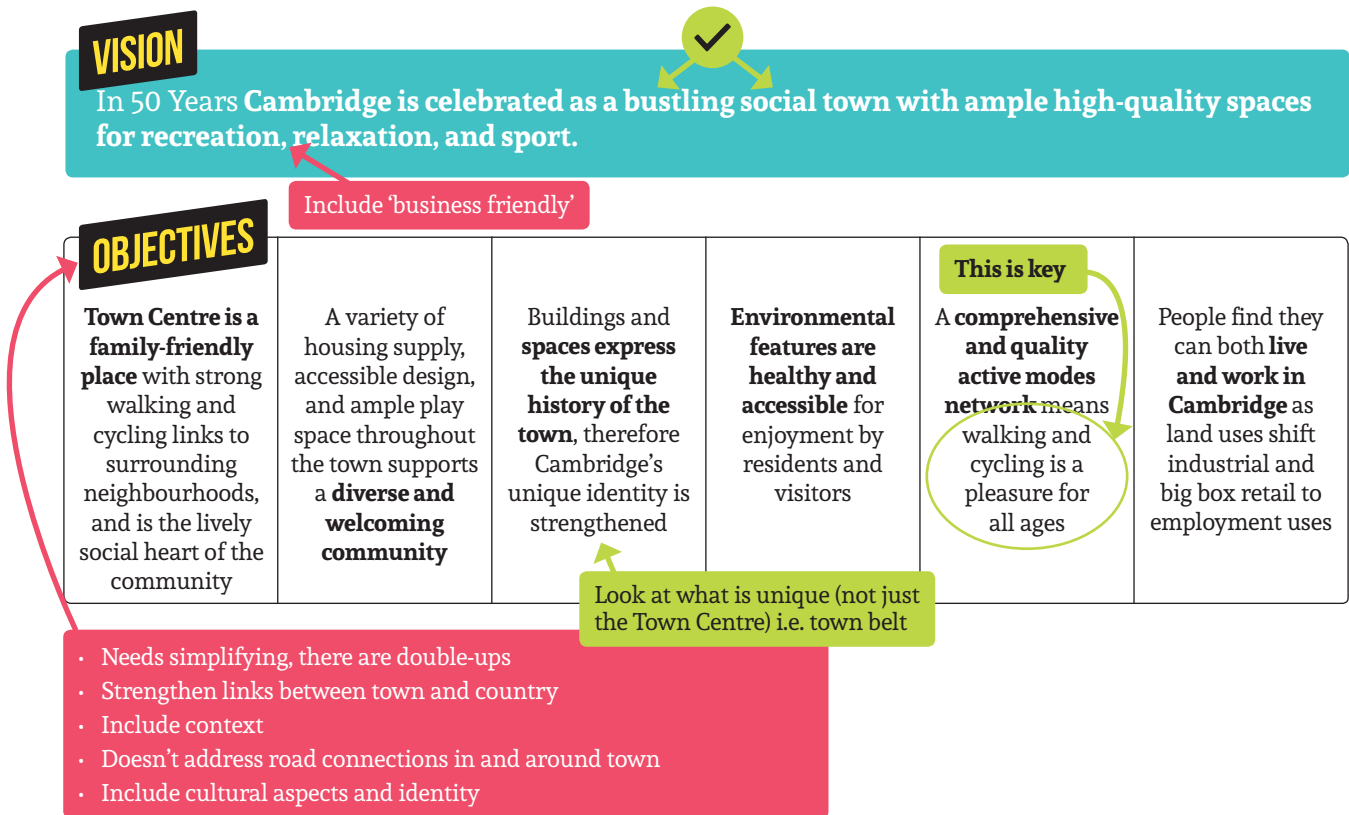 VISION
In 50 Years Cambridge is celebrated as a bustling social town with ample high-quality spaces
for recreation, relaxation, and sport.
Include ‘business friendly’
OBJECTIVES
Town Centre is a
family-friendly
place with strong
walking and
cycling links to
surrounding
neighbourhoods,
and is the lively
social heart of the
community
A variety of
housing supply,
accessible design,
and ample play
space throughout
the town supports
a diverse and
welcoming
community
Buildings and
spaces express
the unique
history of the
town, therefore
Cambridge’s
unique identity is
strengthened
Environmental
features are
healthy and
accessible for
enjoyment by
residents and
visitors
This is key
A comprehensive
and quality
active modes
network means
walking and
cycling is a
pleasure for
all ages
People find they
can both live
and work in
Cambridge as
land uses shift
industrial and
big box retail to
employment uses
Look at what is unique (not just
the Town Centre) i.e. town belt
· Needs simplifying, there are double-ups
· Strengthen links between town and country
· Include context
· Doesn’t address road connections in and around town
· Include cultural aspects and identity